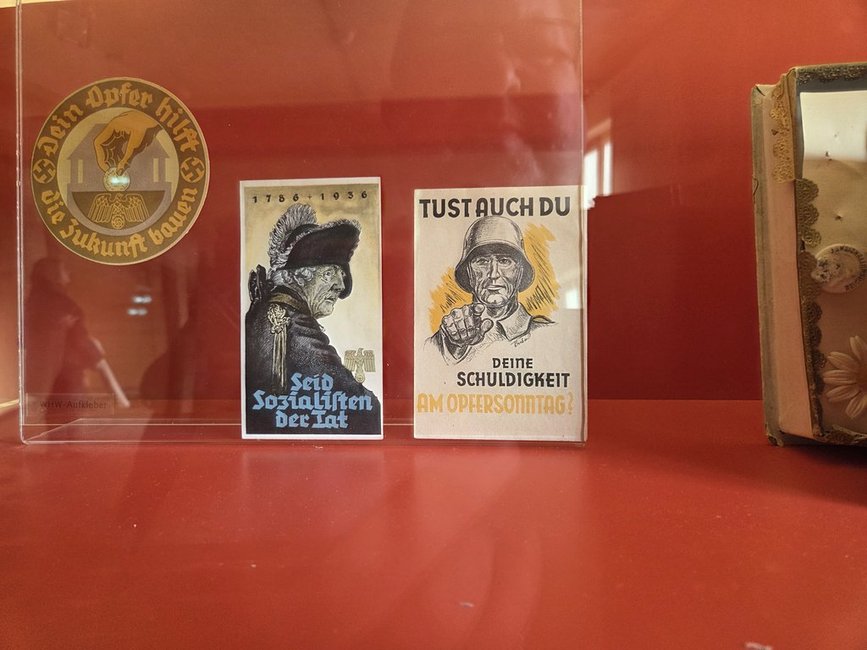 Dein Opfer hilft
die Zukunft bauen
WHW-Aufkleber
1786 · 1936
Seid
Sozialisten
der Tat
TUST AUCH DU
DEINE
SCHULDIGKEIT
AM OPFERSONNTAG?